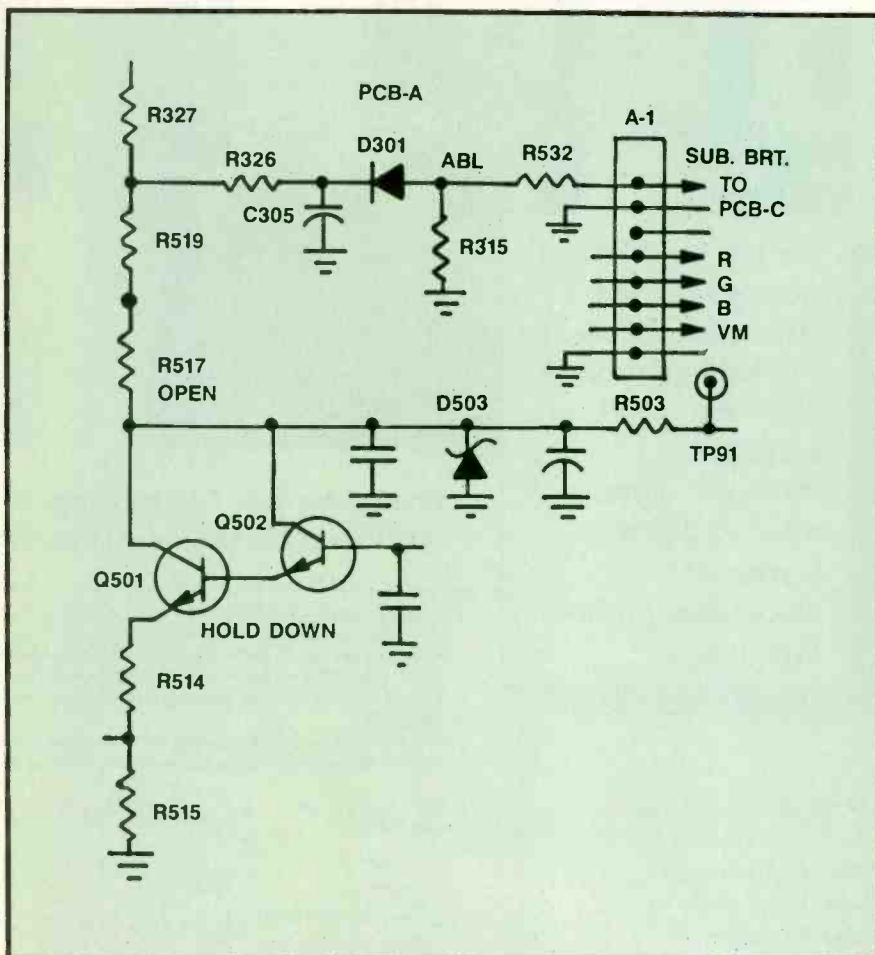 PCB-A
A-1
R327
D301
ABL
R532
SUB. BRT.
R326
TO
C305
PCB-C
R519
R315
R
G
B
VM
R517
OPEN
D503
R503
TP91
Q502
Q501
HOLD DOWN
R514
R515